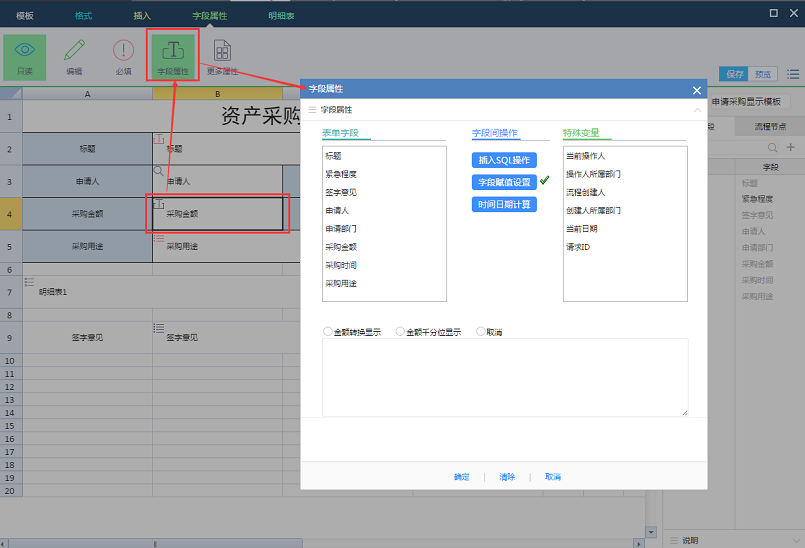 模板 格式 插入 字段属性 明细表
只读 编辑 必填 字段属性 更多属性
保存 预览
A B
申请采购显示模板
段 流程节点
字段
标题
紧急程度
签字意见
申请人
申请部门
采购金额
采购时间
采购用途
说明
1 资产采购
2 标题 标题
3 申请人 申请人
4 采购金额 采购金额
5 采购用途 采购用途
6
7 明细表1
8
9 签字意见 签字意见
10
11
12
13
14
15
16
17
18
19
20
字段属性
字段属性
表单字段 字段间操作 特殊变量
标题
紧急程度
签字意见
申请人
申请部门
采购金额
采购时间
采购用途
插入SQL操作
字段赋值设置
时间日期计算
当前操作人
操作人所属部门
流程创建人
创建人所属部门
当前日期
请求ID
金额转换显示 金额千分位显示 取消
确定 清除 取消